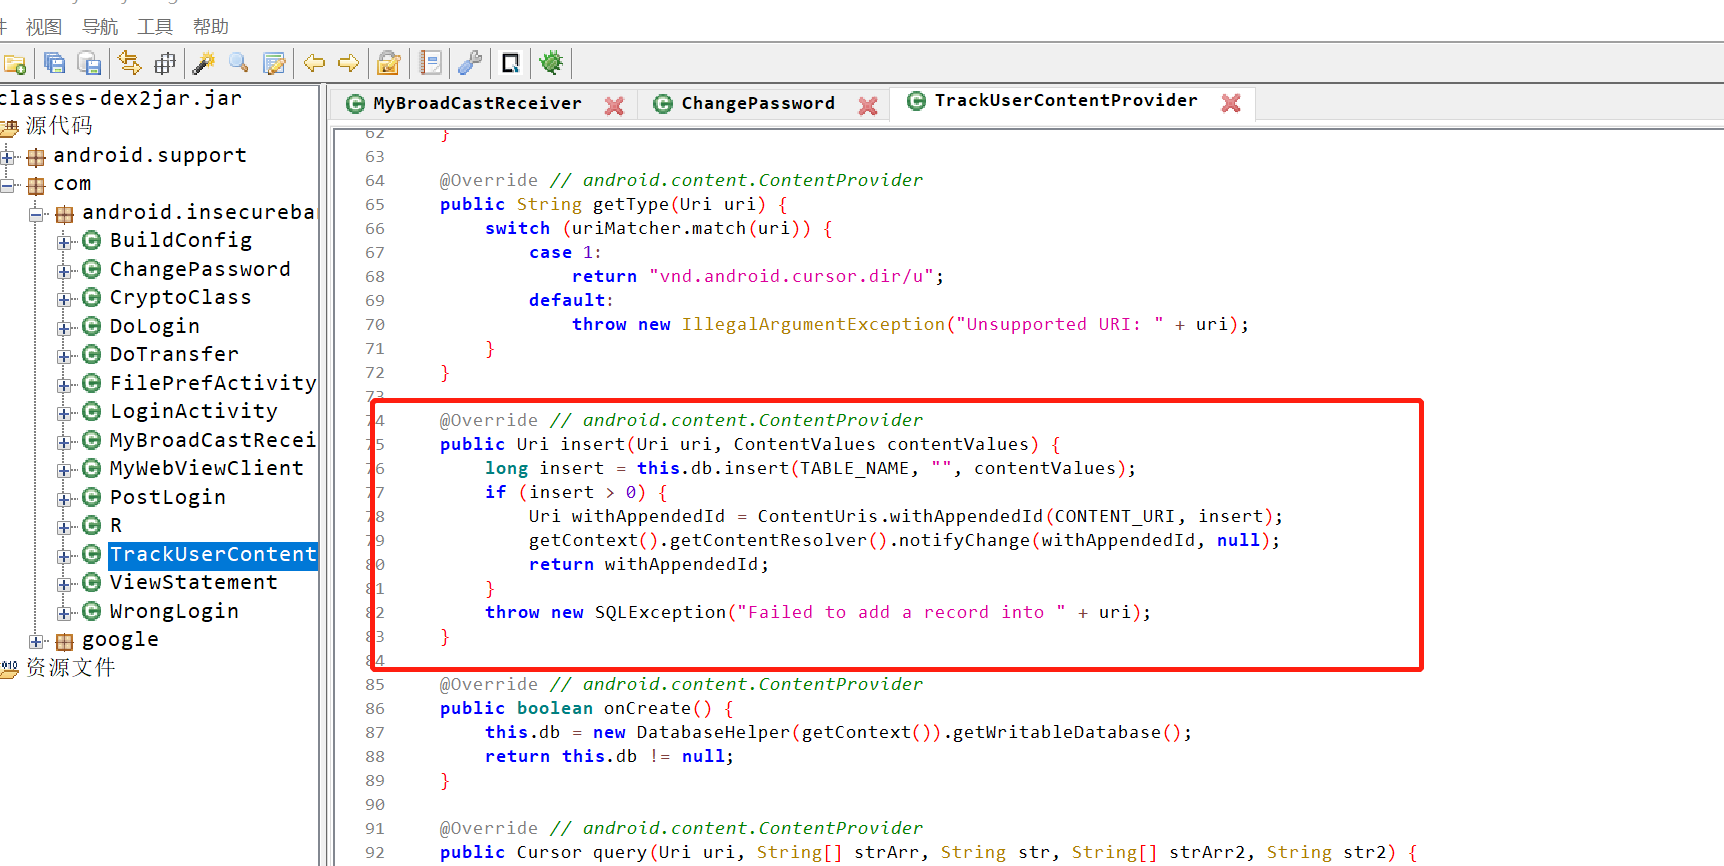 件 视图 导航 工具 帮助
classes-dex2jar.jar
源代码
android.support
com
android.insecureba
BuildConfig
ChangePassword
CryptoClass
DoLogin
DoTransfer
FilePrefActivity
LoginActivity
MyBroadCastRecei
MyWebViewClient
PostLogin
R
TrackUserContent
ViewStatement
WrongLogin
google
资源文件
MyBroadCastReceiver ChangePassword TrackUserContentProvider
62 }
63
64 @Override // android.content.ContentProvider
65 public String getType(Uri uri) {
66 switch (uriMatcher.match(uri)) {
67 case 1:
68 return "vnd.android.cursor.dir/u";
69 default:
70 throw new IllegalArgumentException("Unsupported URI: " + uri);
71 }
72 }
73
74 @Override // android.content.ContentProvider
75 public Uri insert(Uri uri, ContentValues contentValues) {
76 long insert = this.db.insert(TABLE_NAME, "", contentValues);
77 if (insert > 0) {
78 Uri withAppendedId = ContentUris.withAppendedId(CONTENT_URI, insert);
79 getContext().getContentResolver().notifyChange(withAppendedId, null);
80 return withAppendedId;
81 }
82 throw new SQLException("Failed to add a record into " + uri);
83 }
84
85 @Override // android.content.ContentProvider
86 public boolean onCreate() {
87 this.db = new DatabaseHelper(getContext()).getWritableDatabase();
88 return this.db != null;
89 }
90
91 @Override // android.content.ContentProvider
92 public Cursor query(Uri uri, String[] strArr, String str, String[] strArr2, String str2) {